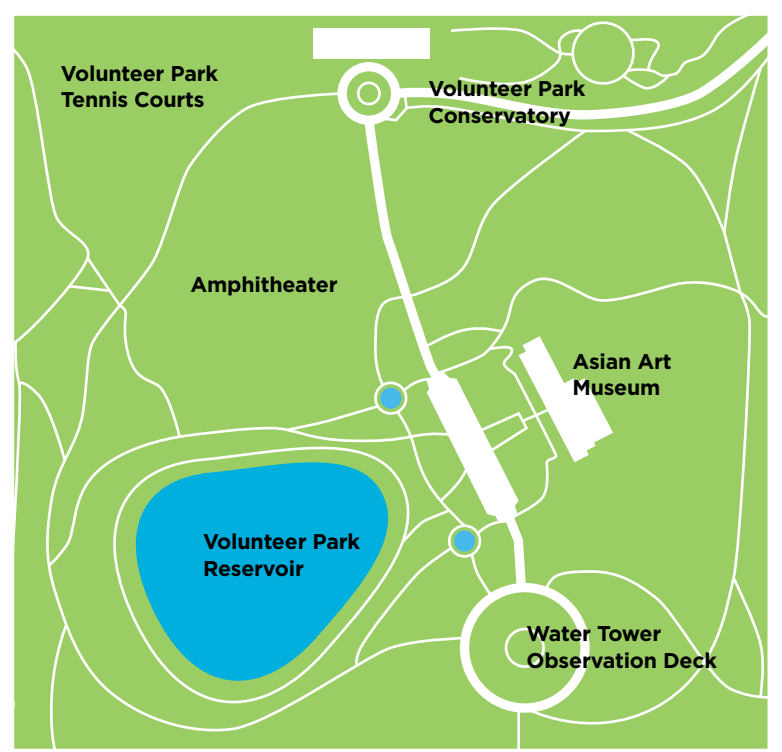 Volunteer Park
Tennis Courts
Volunteer Park
Conservatory
Amphitheater
Asian Art
Museum
Volunteer Park
Reservoir
Water Tower
Observation Deck